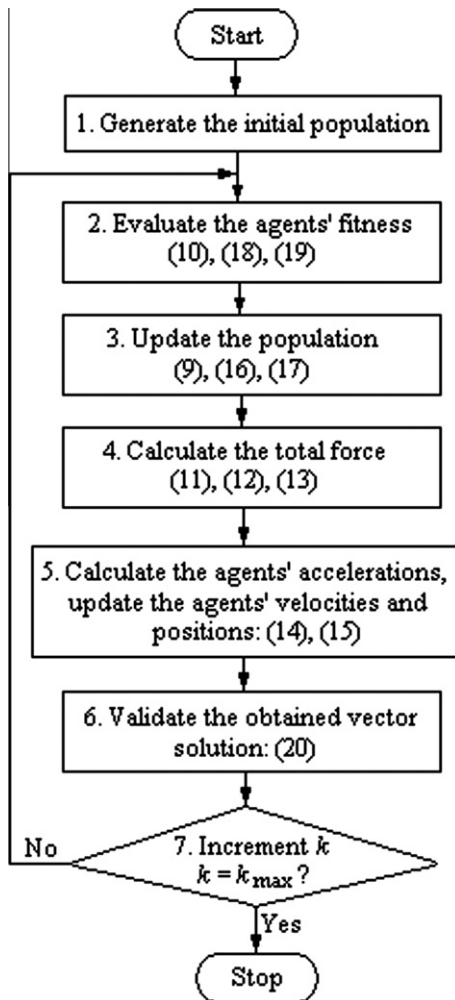 Start
1. Generate the initial population
2. Evaluate the agents' fitness
(10), (18), (19)
3. Update the population
(9), (16), (17)
4. Calculate the total force
(11), (12), (13)
5. Calculate the agents' accelerations,
update the agents' velocities and
positions: (14), (15)
6. Validate the obtained vector
solution: (20)
No
7. Increment k
k = kmax?
Yes
Stop